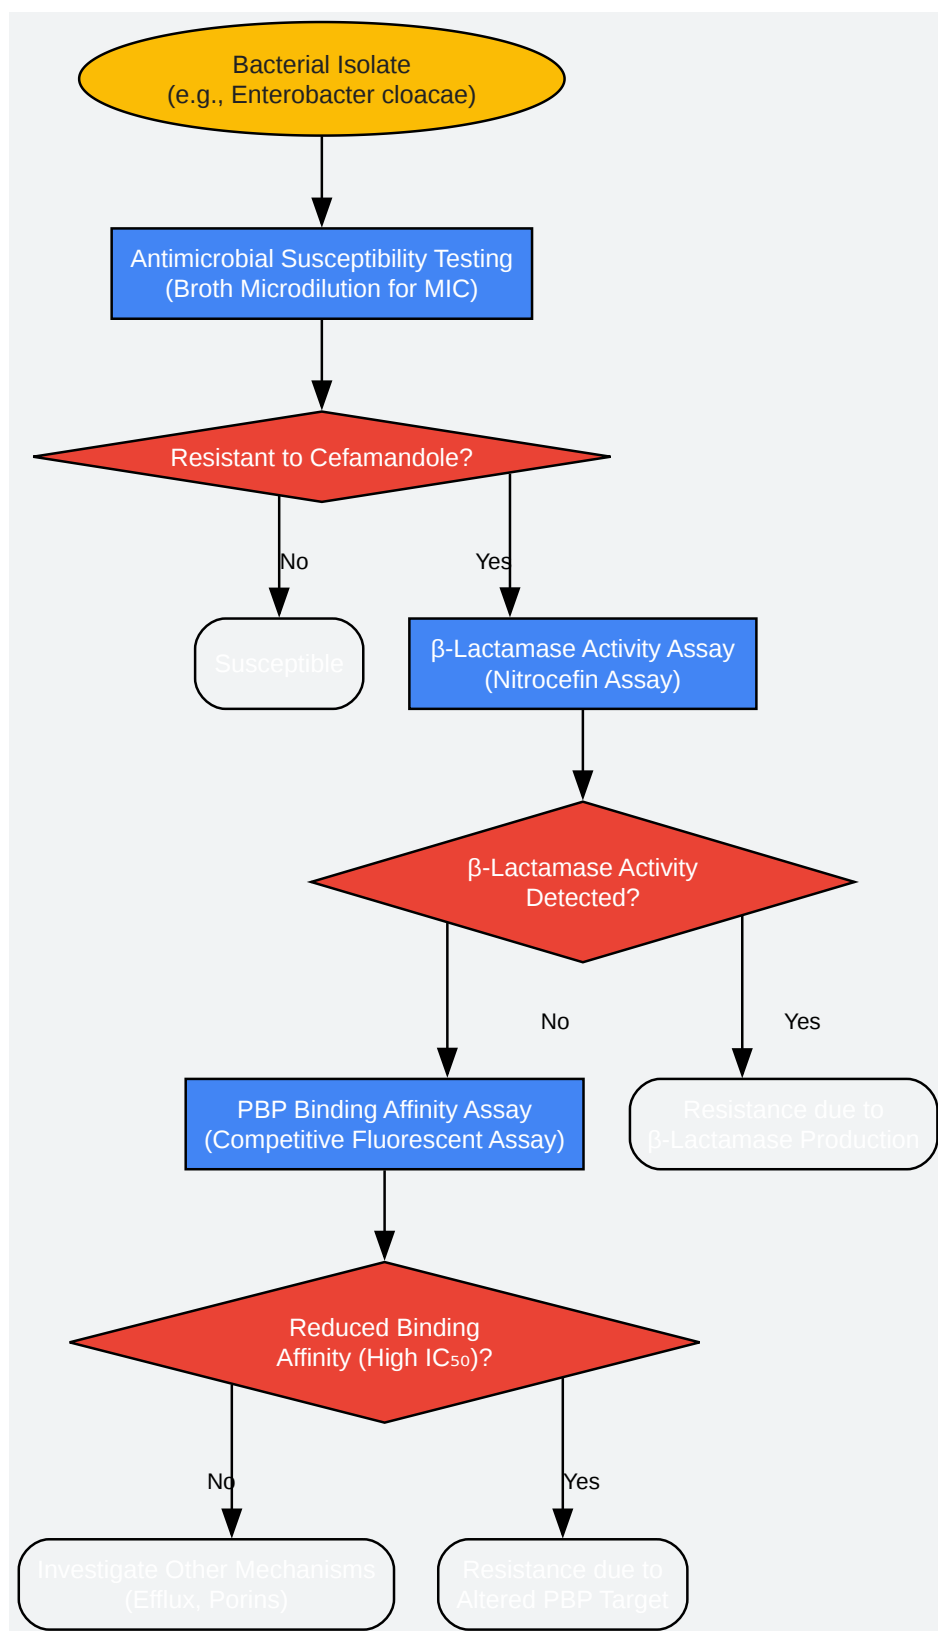 Bacterial Isolate
(e.g., Enterobacter cloacae)
Antimicrobial Susceptibility Testing
(Broth Microdilution for MIC)
Resistant to Cefamandole?
No
Yes
Susceptible
β-Lactamase Activity Assay
(Nitrocefin Assay)
β-Lactamase Activity
Detected?
No
Yes
PBP Binding Affinity Assay
(Competitive Fluorescent Assay)
Resistance due to
β-Lactamase Production
Reduced Binding
Affinity (High IC₅₀)?
No
Yes
Investigate Other Mechanisms
(Efflux, Porins)
Resistance due to
Altered PBP Target